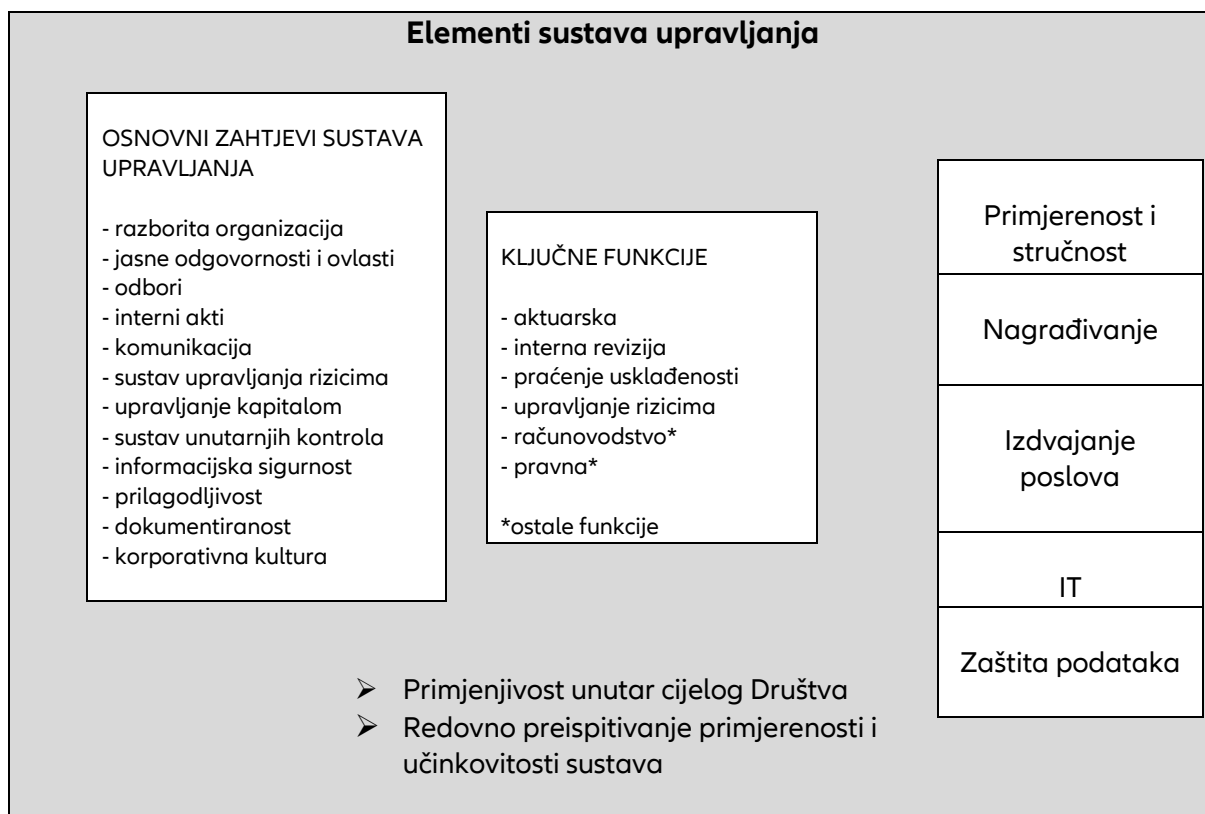 Elementi sustava upravljanja
OSNOVNI ZAHTJEVI SUSTAVA
UPRAVLJANJA
- razborita organizacija
- jasne odgovornosti i ovlasti
- odbori
- interni akti
- komunikacija
- sustav upravljanja rizicima
- upravljanje kapitalom
- sustav unutarnjih kontrola
- informacijska sigurnost
- prilagodljivost
- dokumentiranost
- korporativna kultura
KLJUČNE FUNKCIJE
- aktuarska
- interna revizija
- praćenje usklađenosti
- upravljanje rizicima
- računovodstvo*
- pravna*
*ostale funkcije
Primjerenost i
stručnost
Nagrađivanje
Izdvajanje
poslova
IT
Zaštita podataka
➢ Primjenjivost unutar cijelog Društva
➢ Redovno preispitivanje primjerenosti i
učinkovitosti sustava